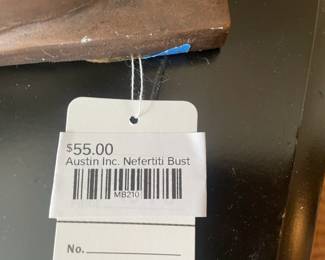 $55.00
Austin Inc. Nefertiti Bust
MB210
No.